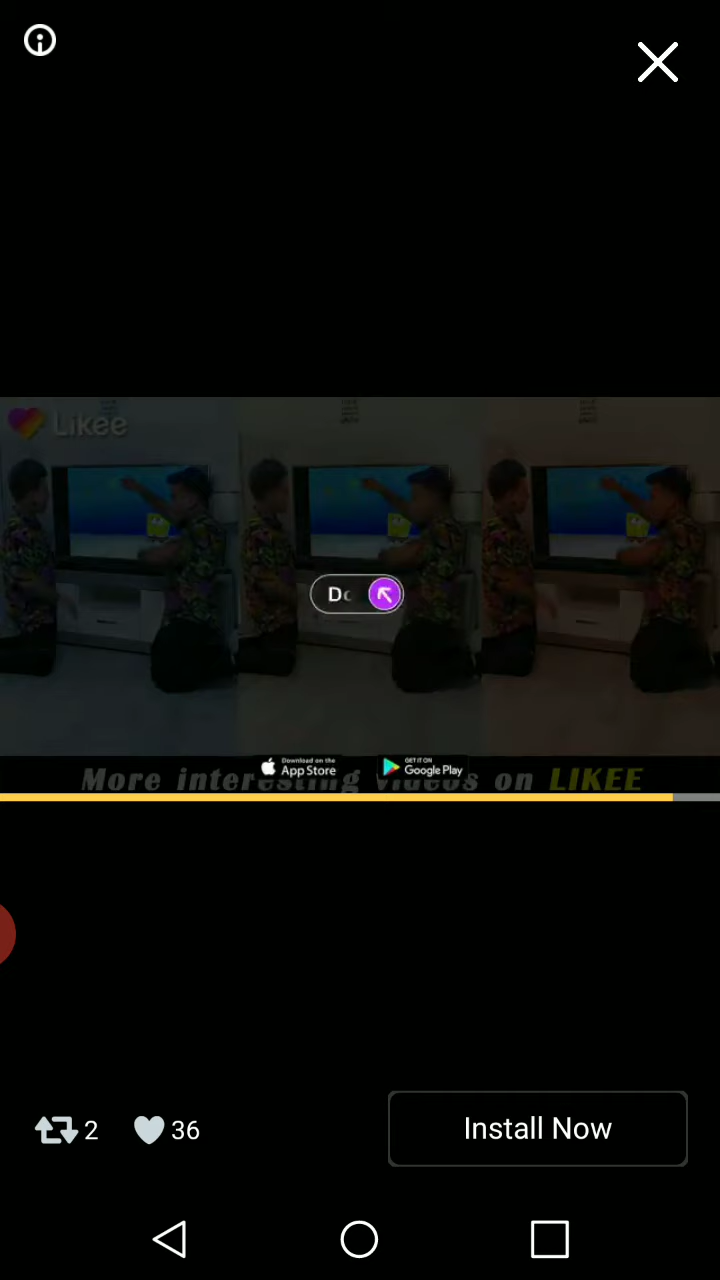 Likee
D
Download on the
App Store
GET IT ON
Google Play
More interesting videos on LIKEE
2
36
Install Now